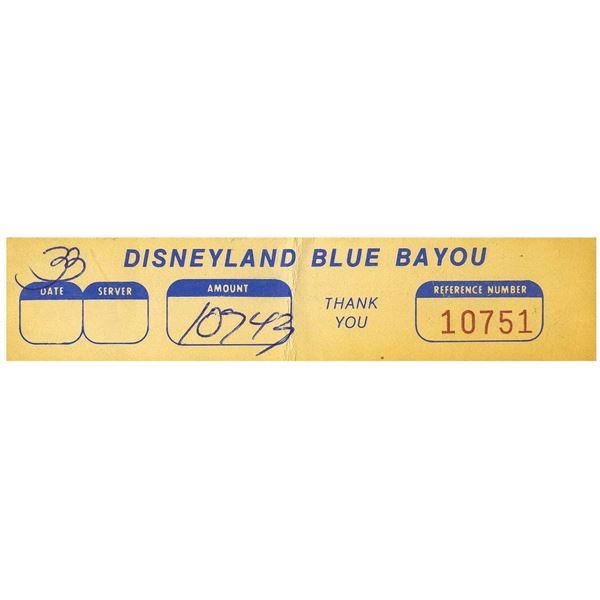 33
DISNEYLAND BLUE BAYOU
DATE SERVER AMOUNT THANK YOU REFERENCE NUMBER
10743 10751